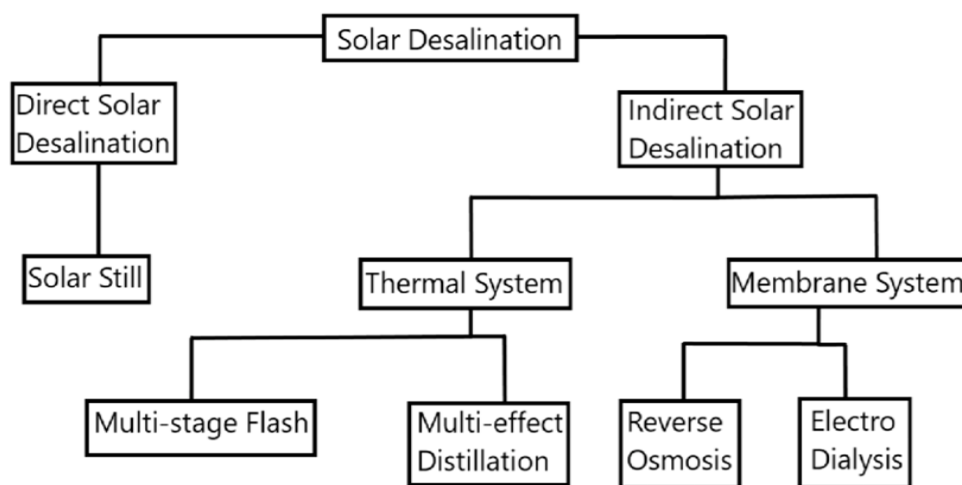 Solar Desalination
Direct Solar
Desalination
Indirect Solar
Desalination
Solar Still
Thermal System
Membrane System
Multi-stage Flash
Multi-effect
Distillation
Reverse
Osmosis
Electro
Dialysis